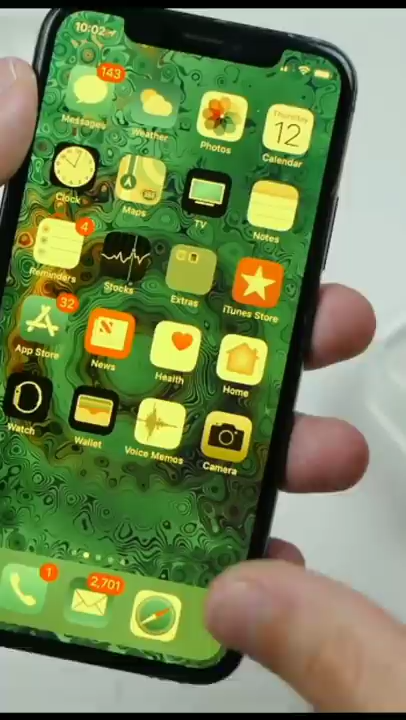 10:02
143
Messages
Weather
Photos
Thursday
12
Calendar
Clock
Maps
TV
Notes
4
Reminders
Stocks
Extras
iTunes Store
32
App Store
News
Health
Home
Watch
Wallet
Voice Memos
Camera
1
2,701